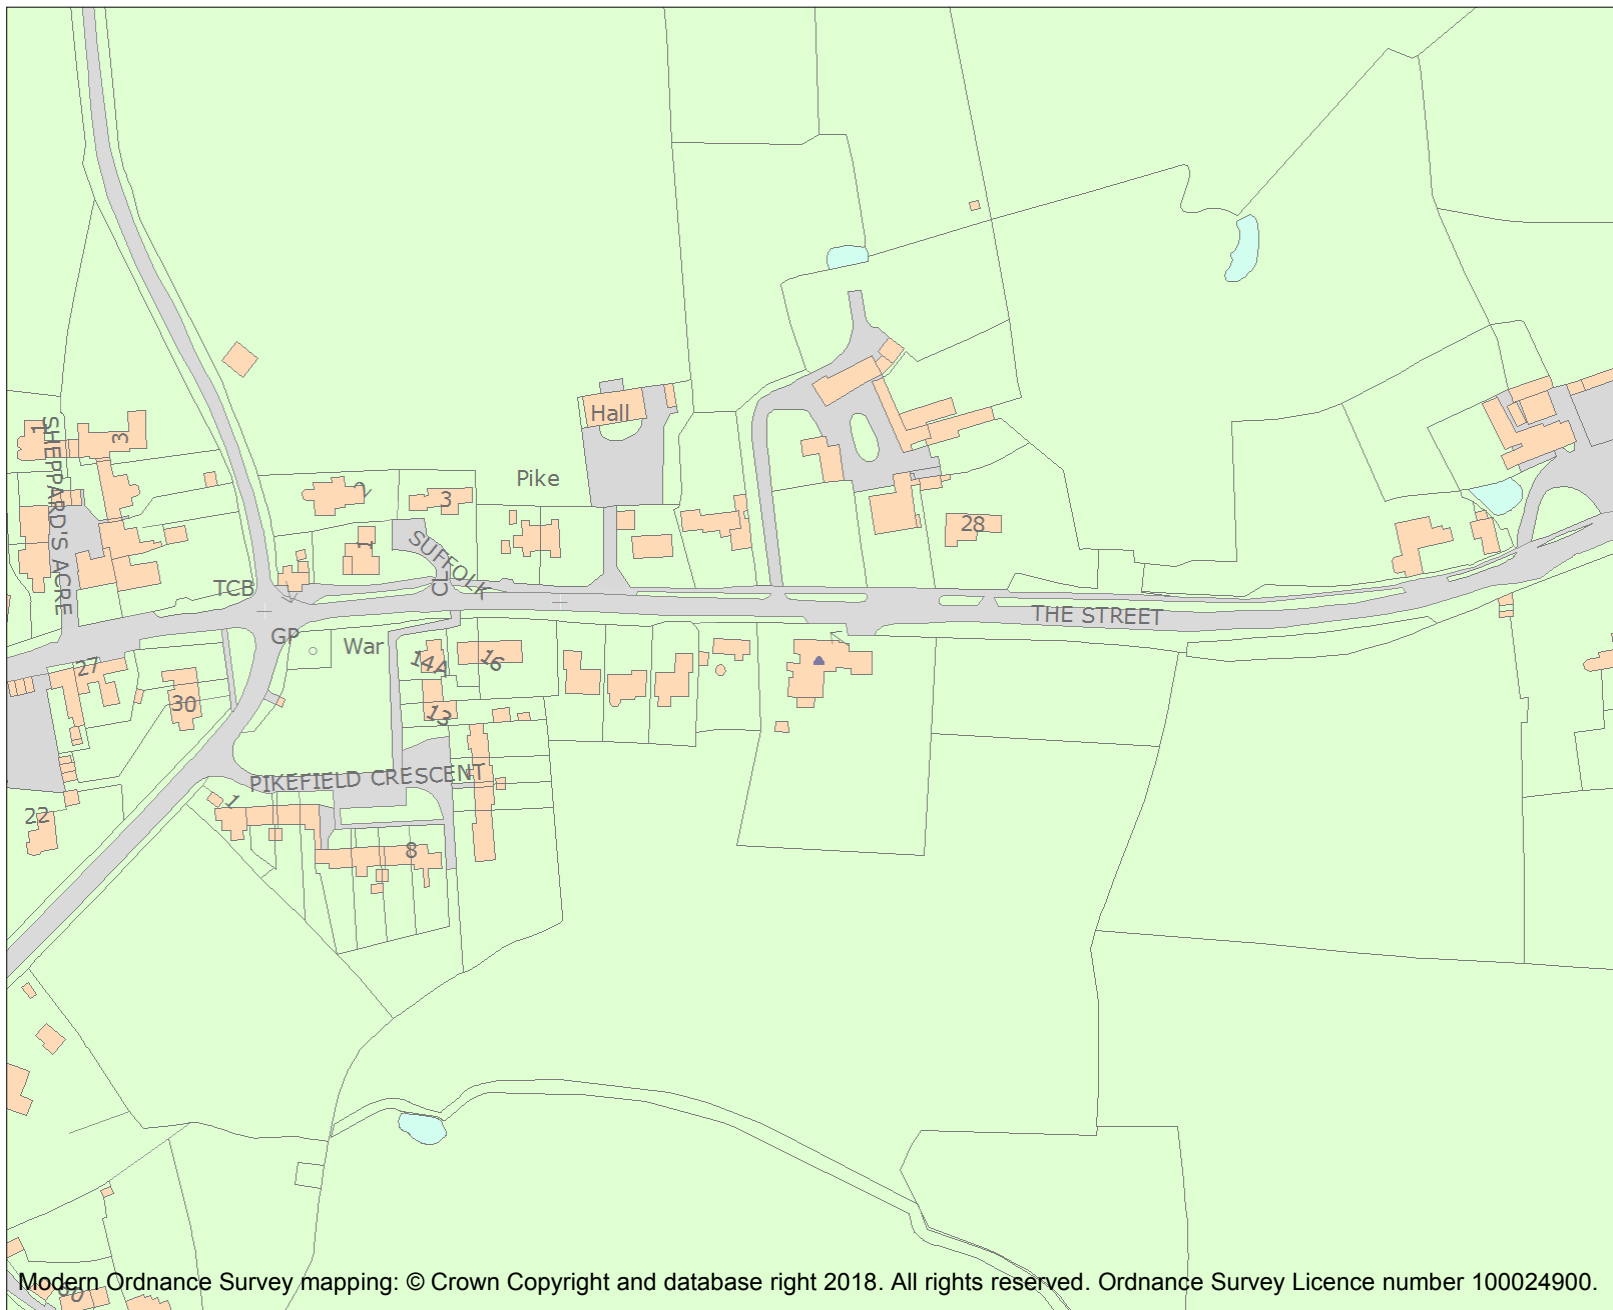 Hall
1
3
SHEPPARD'S ACRE
Pike
2
3
28
1
SUFFOLK
CL
TCB
THE STREET
GP
War
27
14A
16
30
13
PIKEFIELD CRESCENT
1
22
8
60
Modern Ordnance Survey mapping: © Crown Copyright and database right 2018. All rights reserved. Ordnance Survey Licence number 100024900.